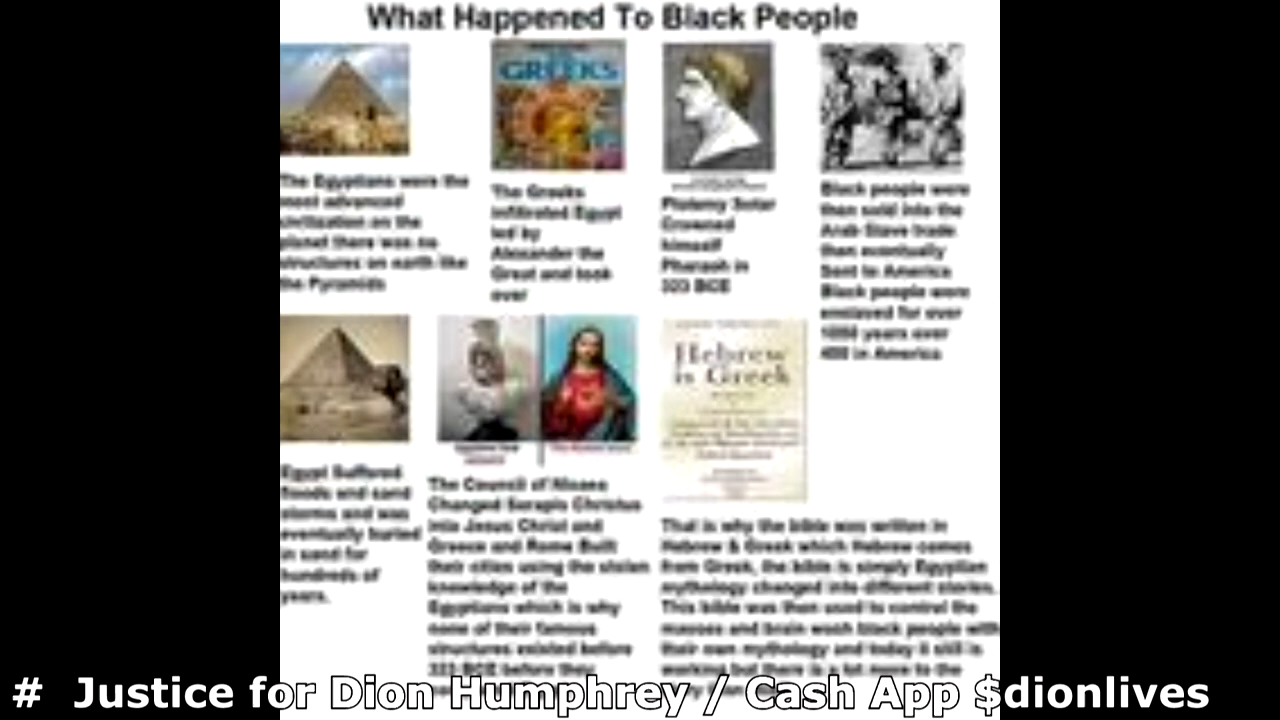 What Happened To Black People
GREEKS
The Egyptians were the
most advanced
civilization on the
planet there was no
structures on earth like
the Pyramids
The Greeks
infiltrated Egypt
led by
Alexander the
Great and took
over
Ptolemy Soter
Crowned
himself
Pharaoh in
323 BCE
Black people were
then sold into the
Arab Slave trade
then eventually
Sent to America
Black people were
enslaved for over
1000 years over
400 in America
Egypt Suffered
floods and sand
storms and was
eventually buried
in sand for
hundreds of
years.
The Council of Nicaea
Changed Serapis Christus
into Jesus Christ and
Greece and Rome Built
their cities using the stolen
knowledge of the
Egyptians which is why
none of their famous
structures existed before
323 BCE before they
Hebrew
is Greek
That is why the bible was written in
Hebrew & Greek which Hebrew comes
from Greek, the bible is simply Egyptian
mythology changed into different stories.
This bible was then used to control the
masses and brain wash black people with
their own mythology and today it still is
working but there is a lot more to the
# Justice for Dion Humphrey / Cash App $dionlives